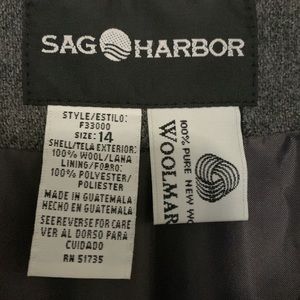 SAG HARBOR
STYLE/ESTILO:
F33000
SIZE: 14
SHELL/TELA EXTERIOR:
100% WOOL/LANA
LINING/FORRO:
100% POLYESTER/
POLIESTER
MADE IN GUATEMALA
HECHO EN GUATEMALA
SEE REVERSE FOR CARE
VER AL DORSO PARA
CUIDADO
RN 51735
100% PURE NEW WO
WOOLMAR